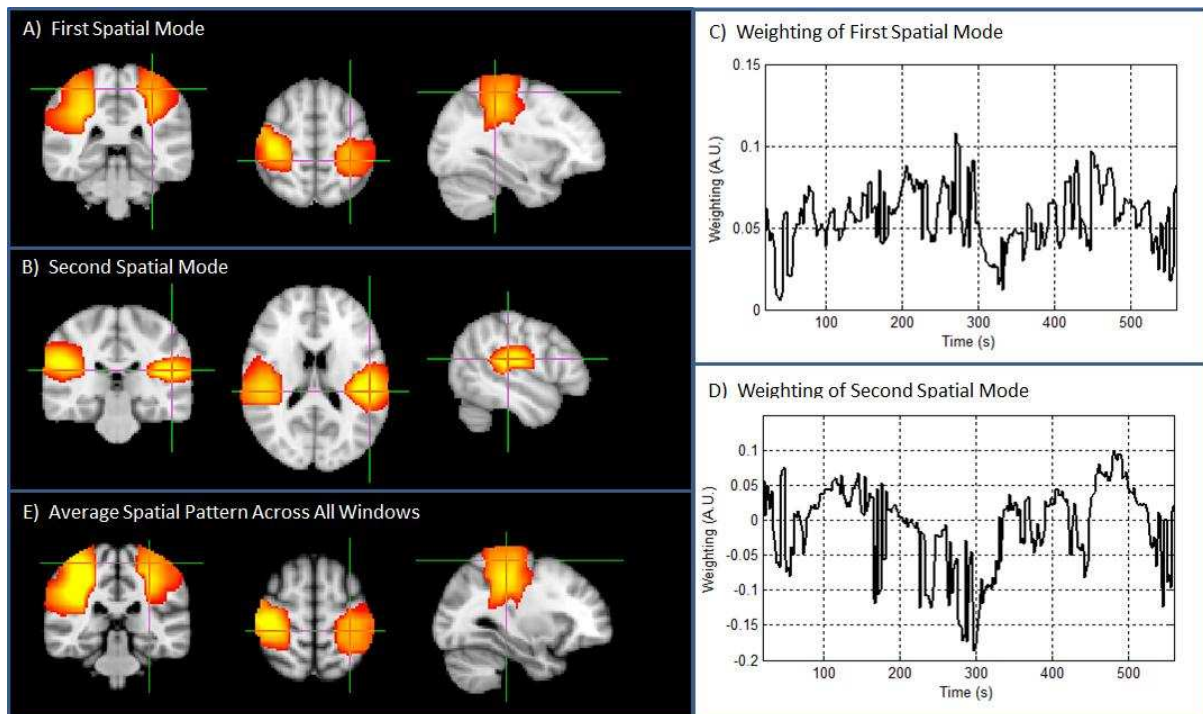 A) First Spatial Mode
B) Second Spatial Mode
E) Average Spatial Pattern Across All Windows
C) Weighting of First Spatial Mode
0.15
0.1
0.05
0
Weighting (A.U.)
100 200 300 400 500
Time (s)
D) Weighting of Second Spatial Mode
0.1
0.05
0
-0.05
-0.1
-0.15
-0.2
Weighting (A.U.)
100 200 300 400 500
Time (s)